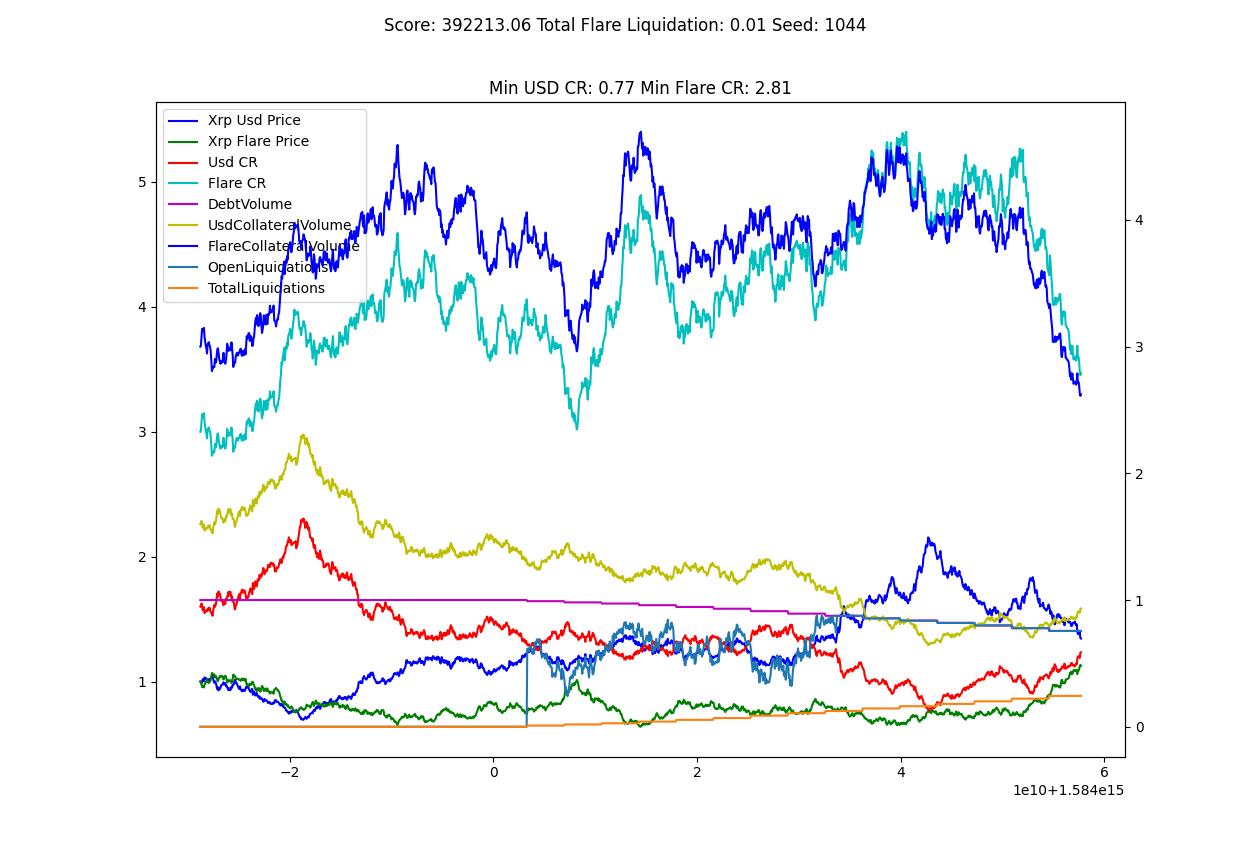 Score: 392213.06 Total Flare Liquidation: 0.01 Seed: 1044
Min USD CR: 0.77 Min Flare CR: 2.81
Xrp Usd Price
Xrp Flare Price
Usd CR
Flare CR
DebtVolume
UsdCollateralVolume
FlareCollateralVolume
OpenLiquidations
TotalLiquidations
5
4
3
2
1
4
3
2
1
0
−2
0
2
4
6
1e10+1.584e15